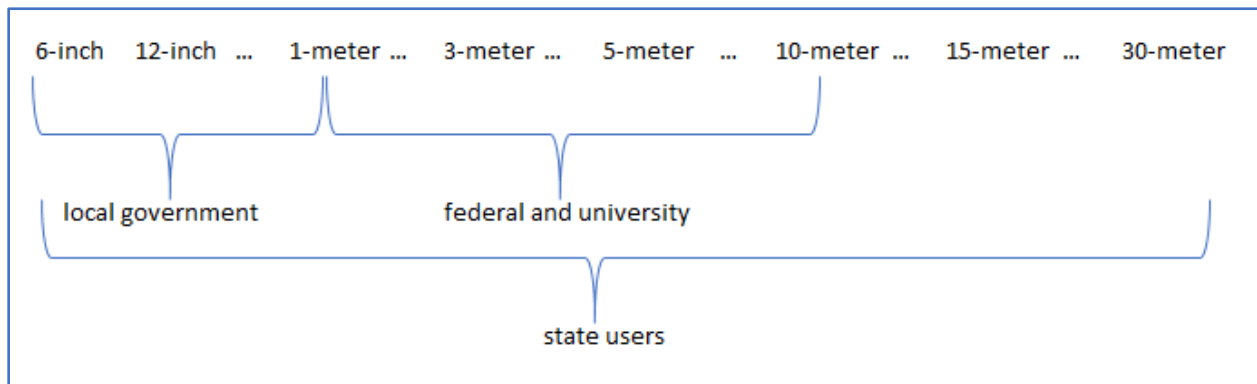 6-inch 12-inch ... 1-meter ... 3-meter ... 5-meter ... 10-meter ... 15-meter ... 30-meter
local government federal and university
state users